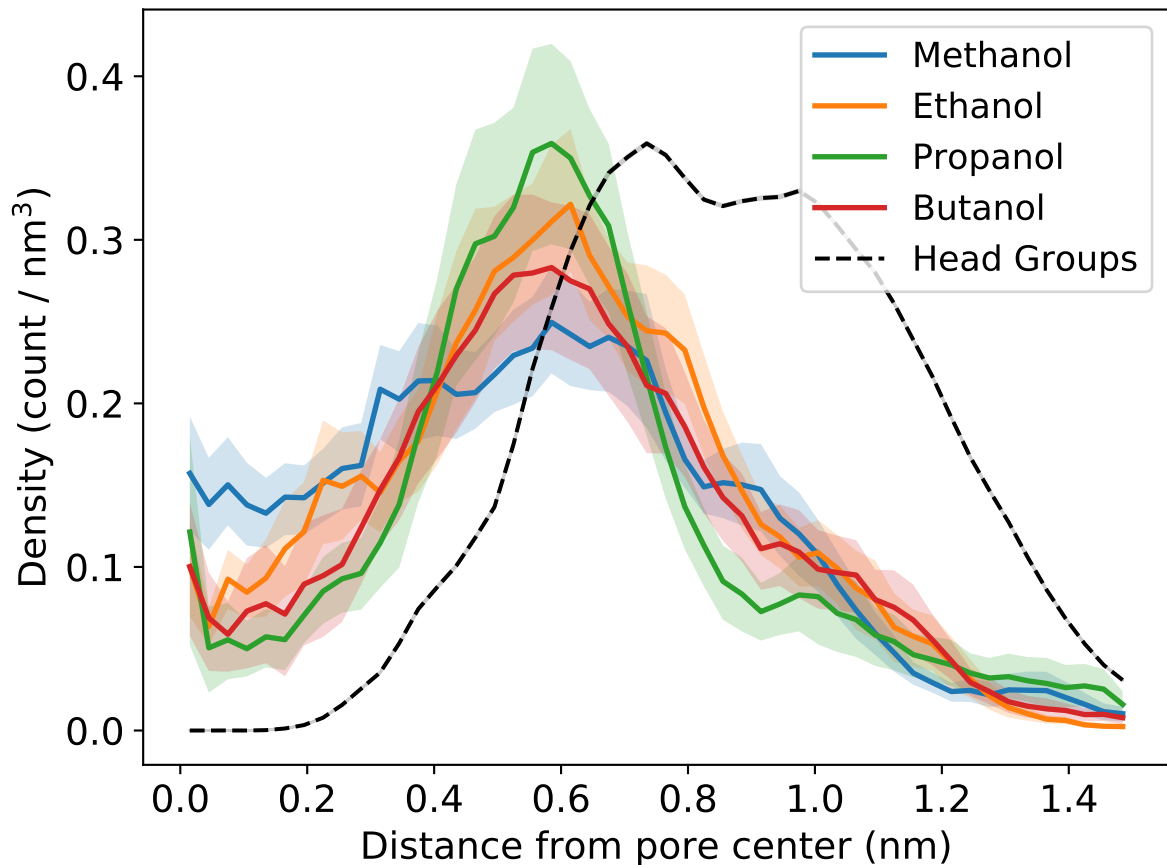 Density (count / nm³)
0.4
0.3
0.2
0.1
0.0
Methanol
Ethanol
Propanol
Butanol
Head Groups
0.0 0.2 0.4 0.6 0.8 1.0 1.2 1.4
Distance from pore center (nm)